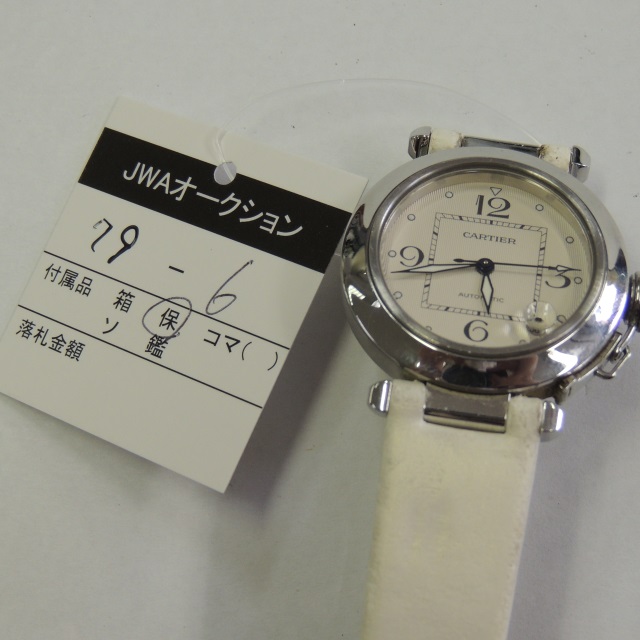 JWAオークション
79-6
付属品 箱 保 コマ( )
ソ 鑑
落札金額
12
CARTIER
9 3
AUTOMATIC
6